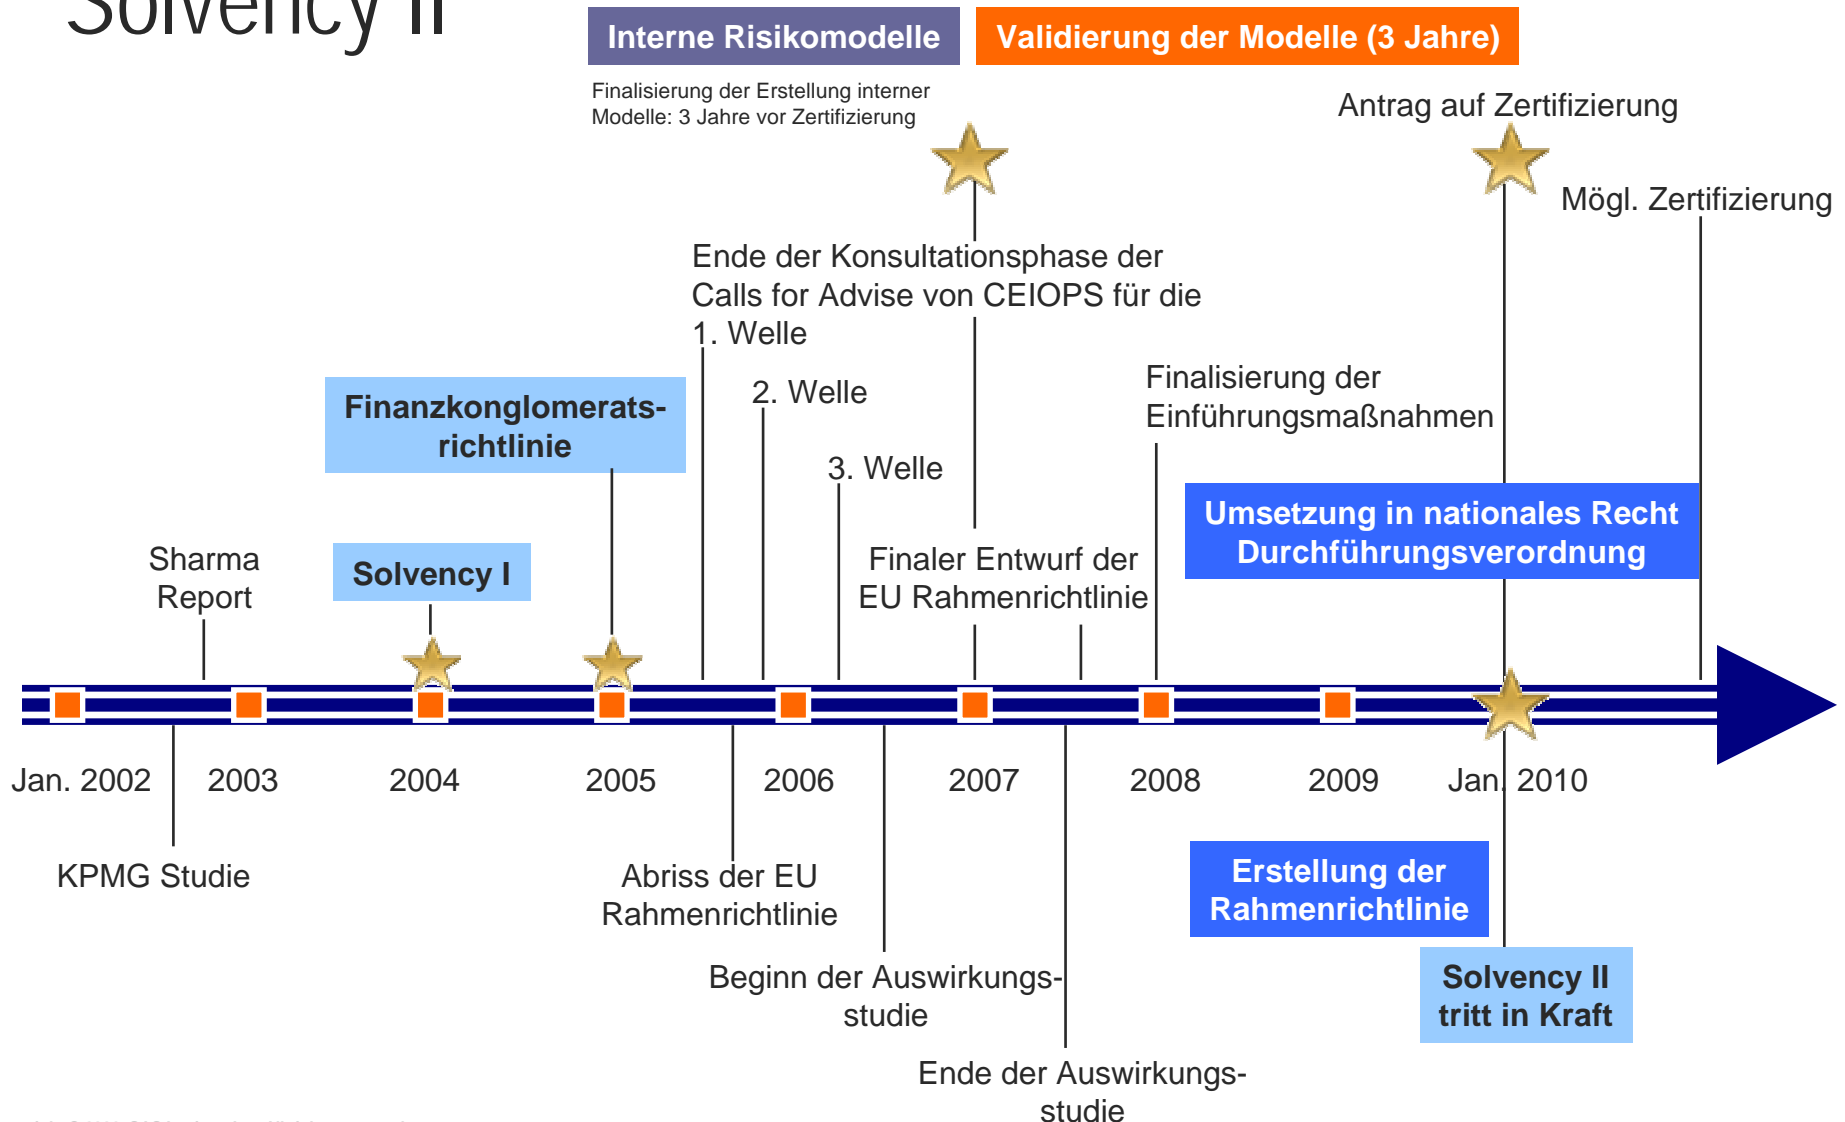 Solvency II
Interne Risikomodelle
Validierung der Modelle (3 Jahre)
Finalisierung der Erstellung interner
Modelle: 3 Jahre vor Zertifizierung
Antrag auf Zertifizierung
Mögl. Zertifizierung
Ende der Konsultationsphase der
Calls for Advise von CEIOPS für die
1. Welle
2. Welle
3. Welle
Finanzkonglomerats-
richtlinie
Finalisierung der
Einführungsmaßnahmen
Umsetzung in nationales Recht
Durchführungsverordnung
Sharma
Report
Solvency I
Finaler Entwurf der
EU Rahmenrichtlinie
Jan. 2002
2003
2004
2005
2006
2007
2008
2009
Jan. 2010
KPMG Studie
Abriss der EU
Rahmenrichtlinie
Erstellung der
Rahmenrichtlinie
Beginn der Auswirkungs-
studie
Solvency II
tritt in Kraft
Ende der Auswirkungs-
studie